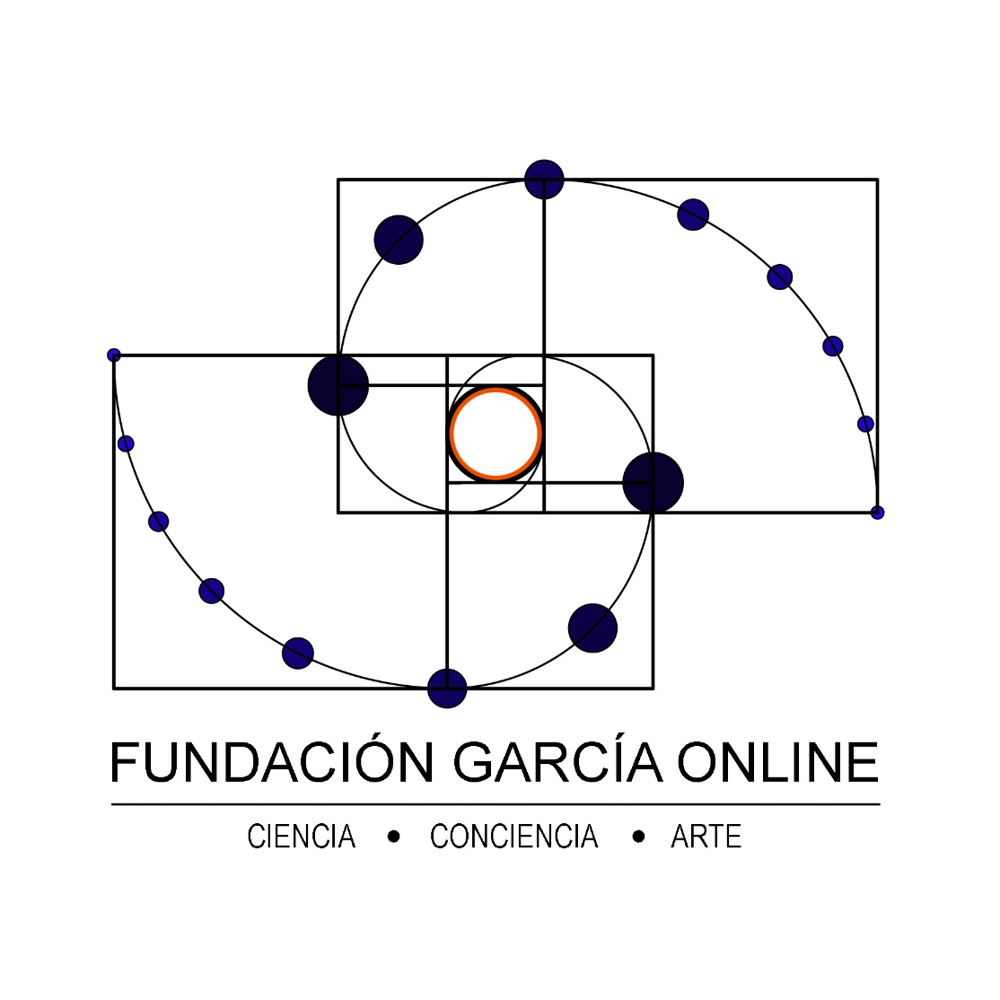 FUNDACIÓN GARCÍA ONLINE
CIENCIA • CONCIENCIA • ARTE